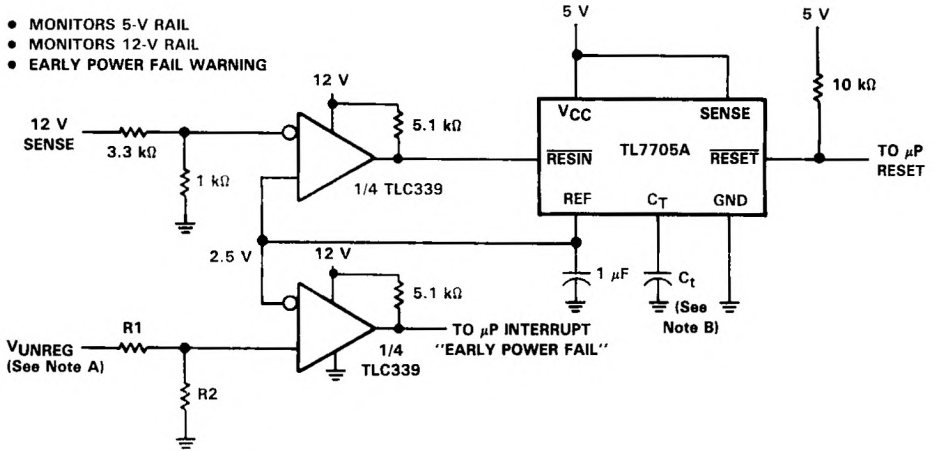 • MONITORS 5-V RAIL
• MONITORS 12-V RAIL
• EARLY POWER FAIL WARNING
12 V
SENSE
3.3 kΩ
1 kΩ
12 V
5.1 kΩ
1/4 TLC339
5 V
VCC
SENSE
RESIN
TL7705A
RESET
REF
CT
GND
5 V
10 kΩ
TO μP
RESET
2.5 V
12 V
5.1 kΩ
1 μF
Ct
(See
Note B)
R1
VUNREG
(See Note A)
R2
1/4
TLC339
TO μP INTERRUPT
"EARLY POWER FAIL"